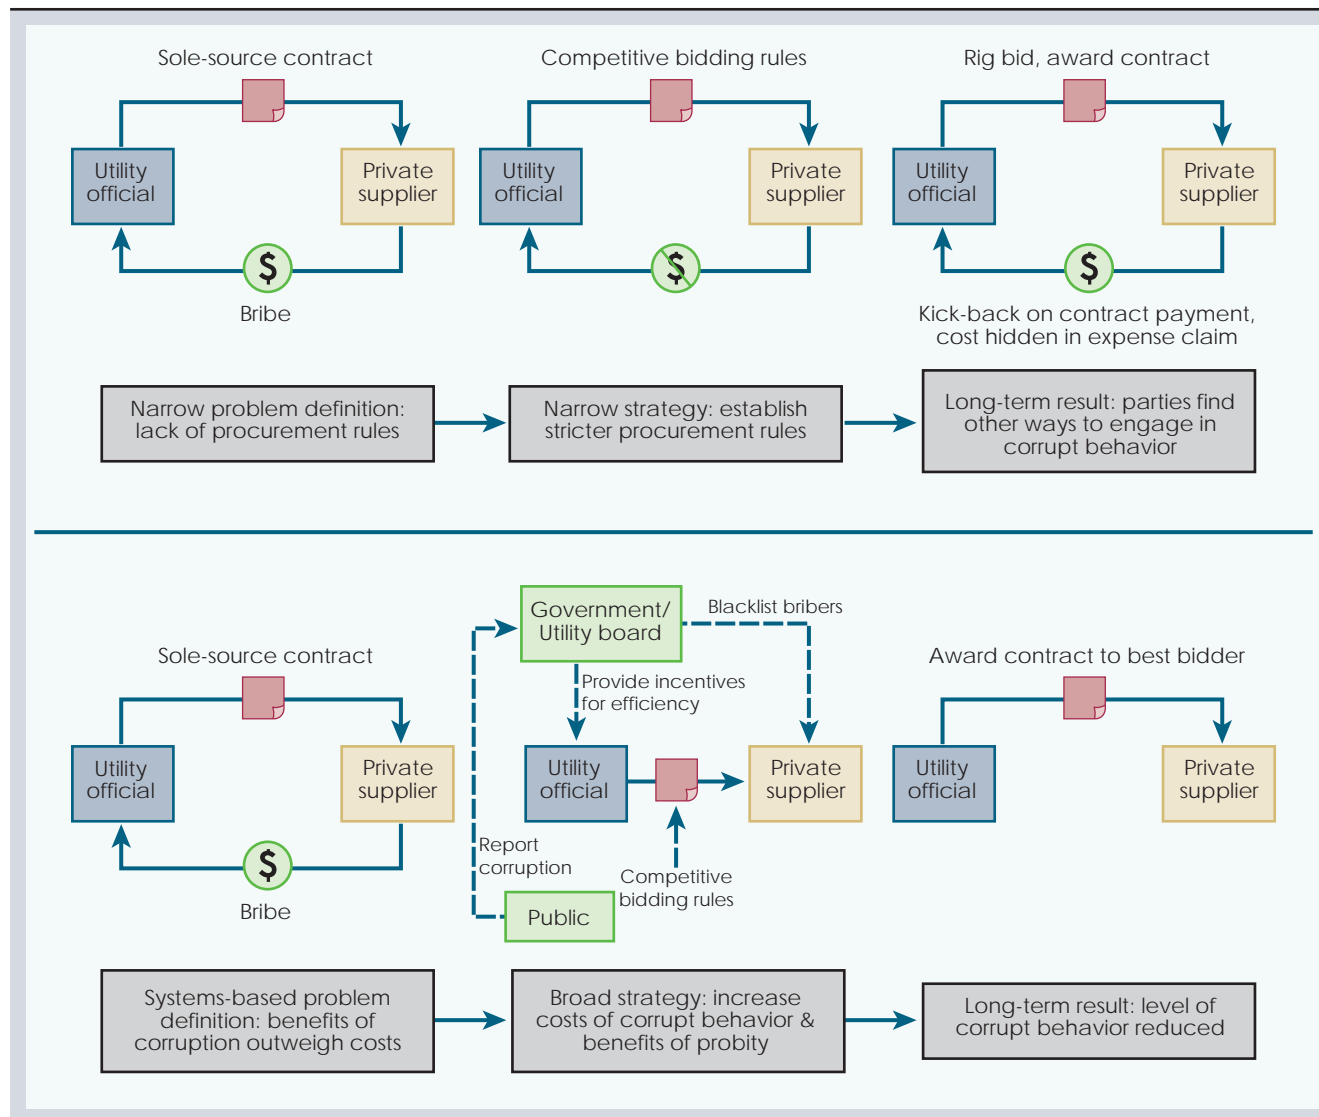 Sole-source contract
Competitive bidding rules
Rig bid, award contract
Utility
official
Private
supplier
Utility
official
Private
supplier
Utility
official
Private
supplier
$
$
$
Bribe
Kick-back on contract payment,
cost hidden in expense claim
Narrow problem definition:
lack of procurement rules
Narrow strategy: establish
stricter procurement rules
Long-term result: parties find
other ways to engage in
corrupt behavior
Sole-source contract
Utility
official
Private
supplier
$
Bribe
Government/
Utility board
Blacklist bribers
Provide incentives
for efficiency
Utility
official
Private
supplier
Report
corruption
Competitive
bidding rules
Public
Award contract to best bidder
Utility
official
Private
supplier
Systems-based problem
definition: benefits of
corruption outweigh costs
Broad strategy: increase
costs of corrupt behavior &
benefits of probity
Long-term result: level of
corrupt behavior reduced